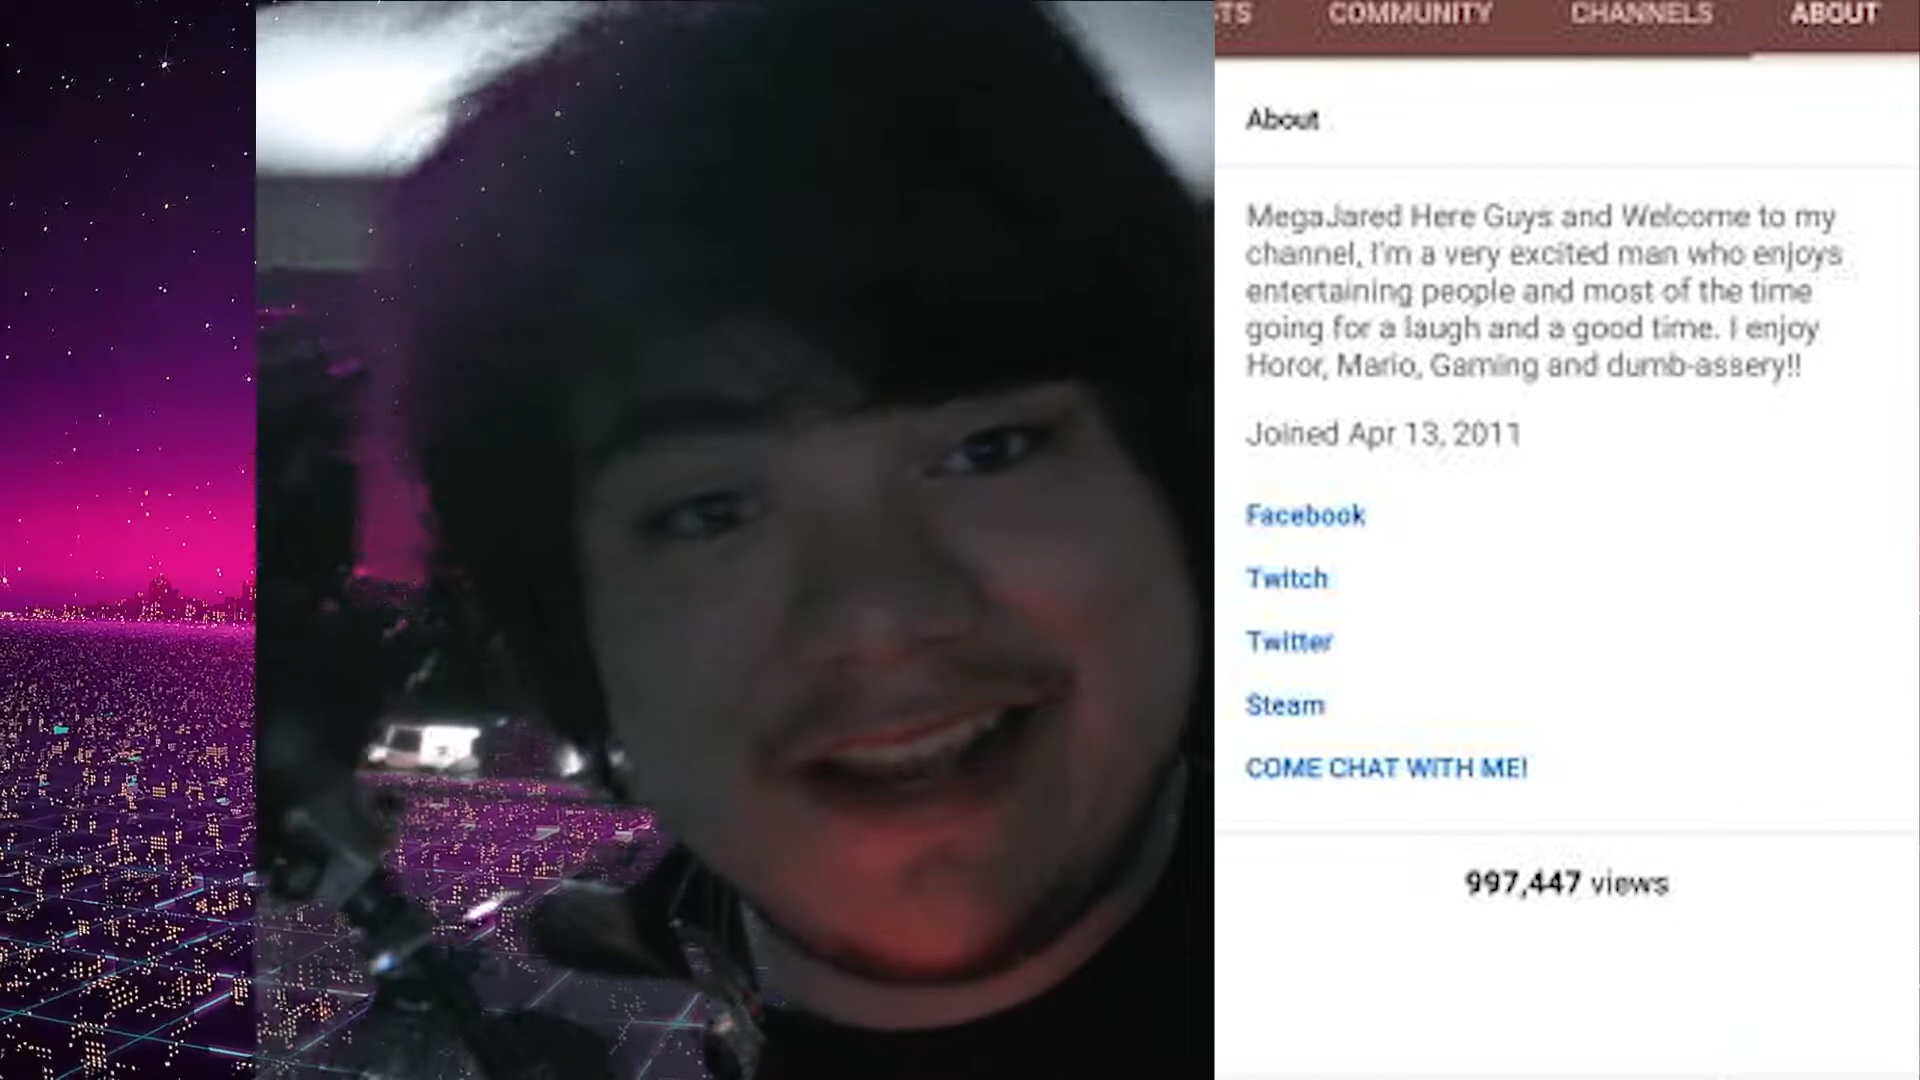 TS COMMUNITY CHANNELS ABOUT
About
MegaJared Here Guys and Welcome to my
channel, I'm a very excited man who enjoys
entertaining people and most of the time
going for a laugh and a good time. I enjoy
Horor, Mario, Gaming and dumb-assery!!
Joined Apr 13, 2011
Facebook
Twitch
Twitter
Steam
COME CHAT WITH ME!
997,447 views